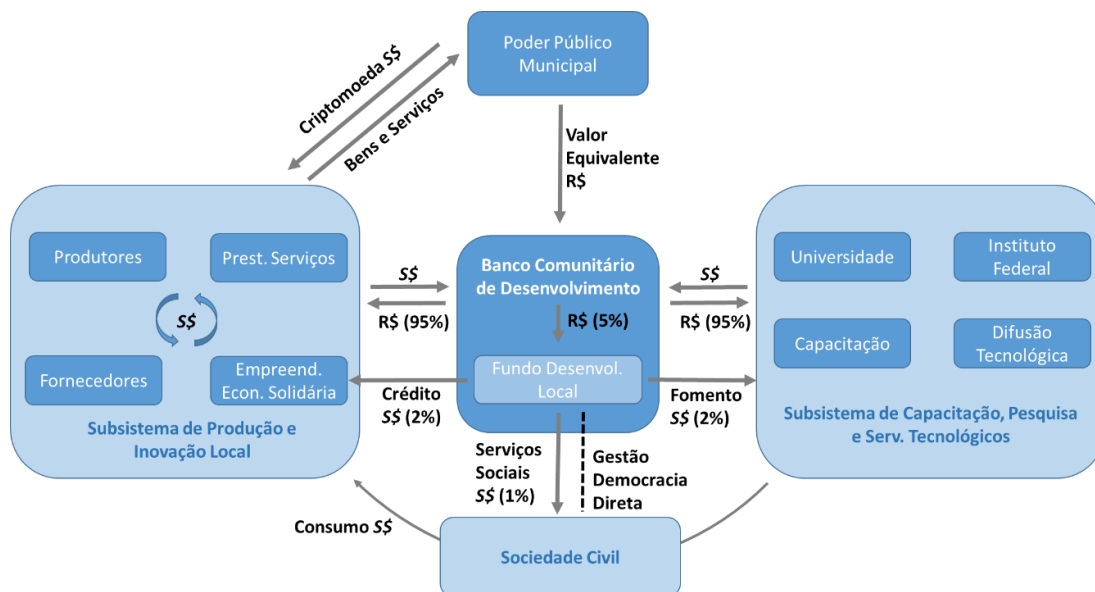 Poder Público
Municipal
Criptomoeda S$
Bens e Serviços
Valor
Equivalente
R$
Produtores
Prest. Serviços
S$
Fornecedores
Empreend.
Econ. Solidária
Subsistema de Produção e
Inovação Local
S$
R$ (95%)
Banco Comunitário
de Desenvolvimento
R$ (5%)
Fundo Desenvol.
Local
S$
R$ (95%)
Universidade
Instituto
Federal
Capacitação
Difusão
Tecnológica
Subsistema de Capacitação, Pesquisa
e Serv. Tecnológicos
Crédito
S$ (2%)
Fomento
S$ (2%)
Serviços
Sociais
S$ (1%)
Gestão
Democracia
Direta
Consumo S$
Sociedade Civil